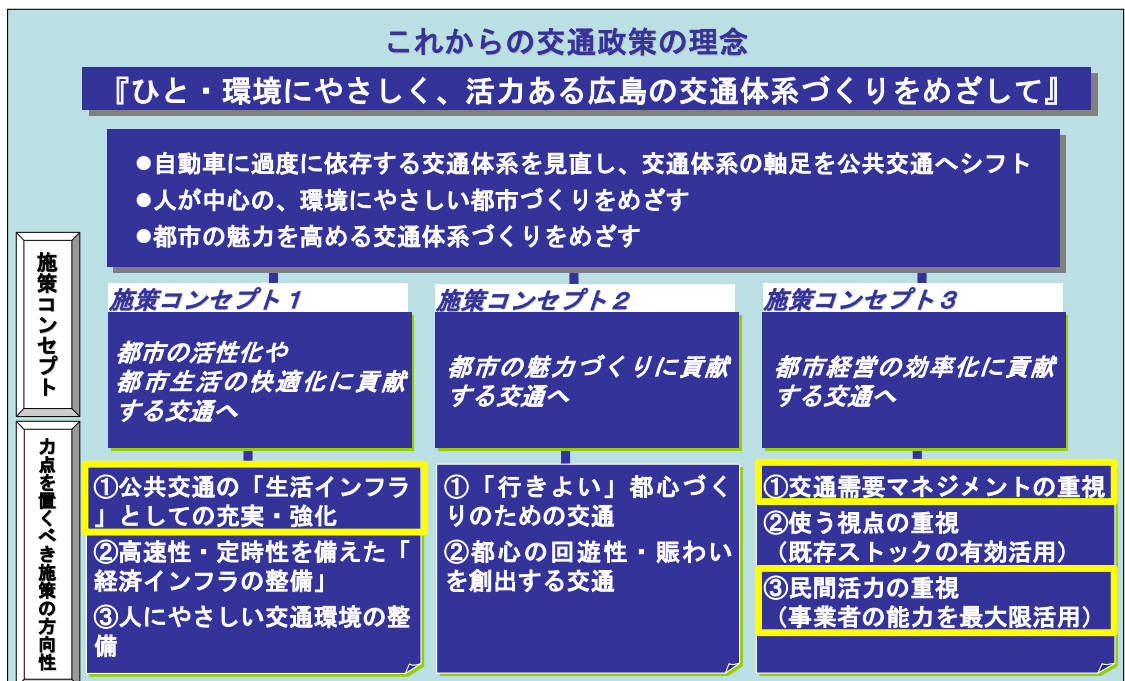 これからの交通政策の理念
『ひと・環境にやさしく、活力ある広島の交通体系づくりをめざして』
●自動車に過度に依存する交通体系を見直し、交通体系の軸足を公共交通へシフト
●人が中心の、環境にやさしい都市づくりをめざす
●都市の魅力を高める交通体系づくりをめざす
施策コンセプト
施策コンセプト１
都市の活性化や
都市生活の快適化に貢献
する交通へ
施策コンセプト２
都市の魅力づくりに貢献
する交通へ
施策コンセプト３
都市経営の効率化に貢献
する交通へ
力点を置くべき施策の方向性
①公共交通の「生活インフラ
」としての充実・強化
②高速性・定時性を備えた「
経済インフラの整備」
③人にやさしい交通環境の整
備
①「行きよい」都心づく
りのための交通
②都心の回遊性・賑わい
を創出する交通
①交通需要マネジメントの重視
②使う視点の重視
（既存ストックの有効活用）
③民間活力の重視
（事業者の能力を最大限活用）